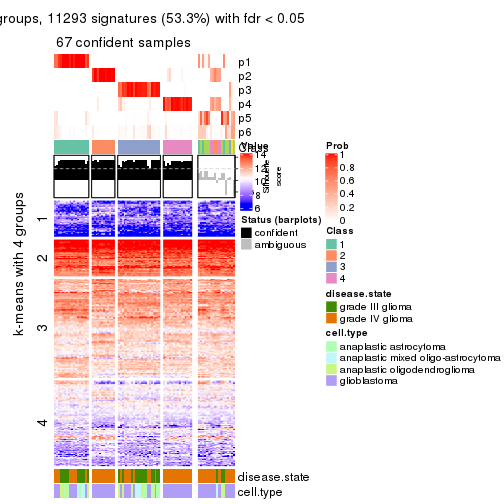 groups, 11293 signatures (53.3%) with fdr < 0.05
67 confident samples
p1
p2
p3
p4
p5
p6
Class
Value
14
12
10
8
6
Silhouette
score
Status (barplots)
confident
ambiguous
Prob
1
0.8
0.6
0.4
0.2
0
Class
1
2
3
4
disease.state
grade III glioma
grade IV glioma
cell.type
anaplastic astrocytoma
anaplastic mixed oligo-astrocytoma
anaplastic oligodendroglioma
glioblastoma
k-means with 4 groups
1
2
3
4
disease.state
cell.type